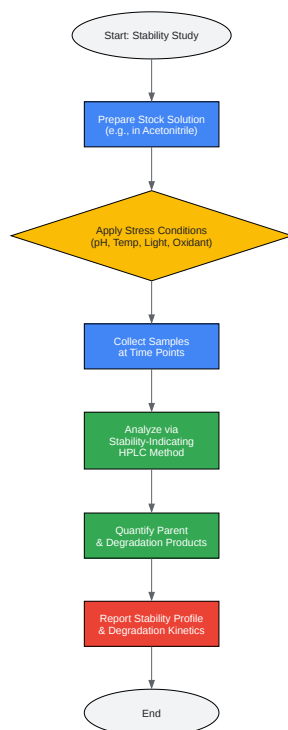 Start: Stability Study
Prepare Stock Solution
(e.g., in Acetonitrile)
Apply Stress Conditions
(pH, Temp, Light, Oxidant)
Collect Samples
at Time Points
Analyze via
Stability-Indicating
HPLC Method
Quantify Parent
& Degradation Products
Report Stability Profile
& Degradation Kinetics
End